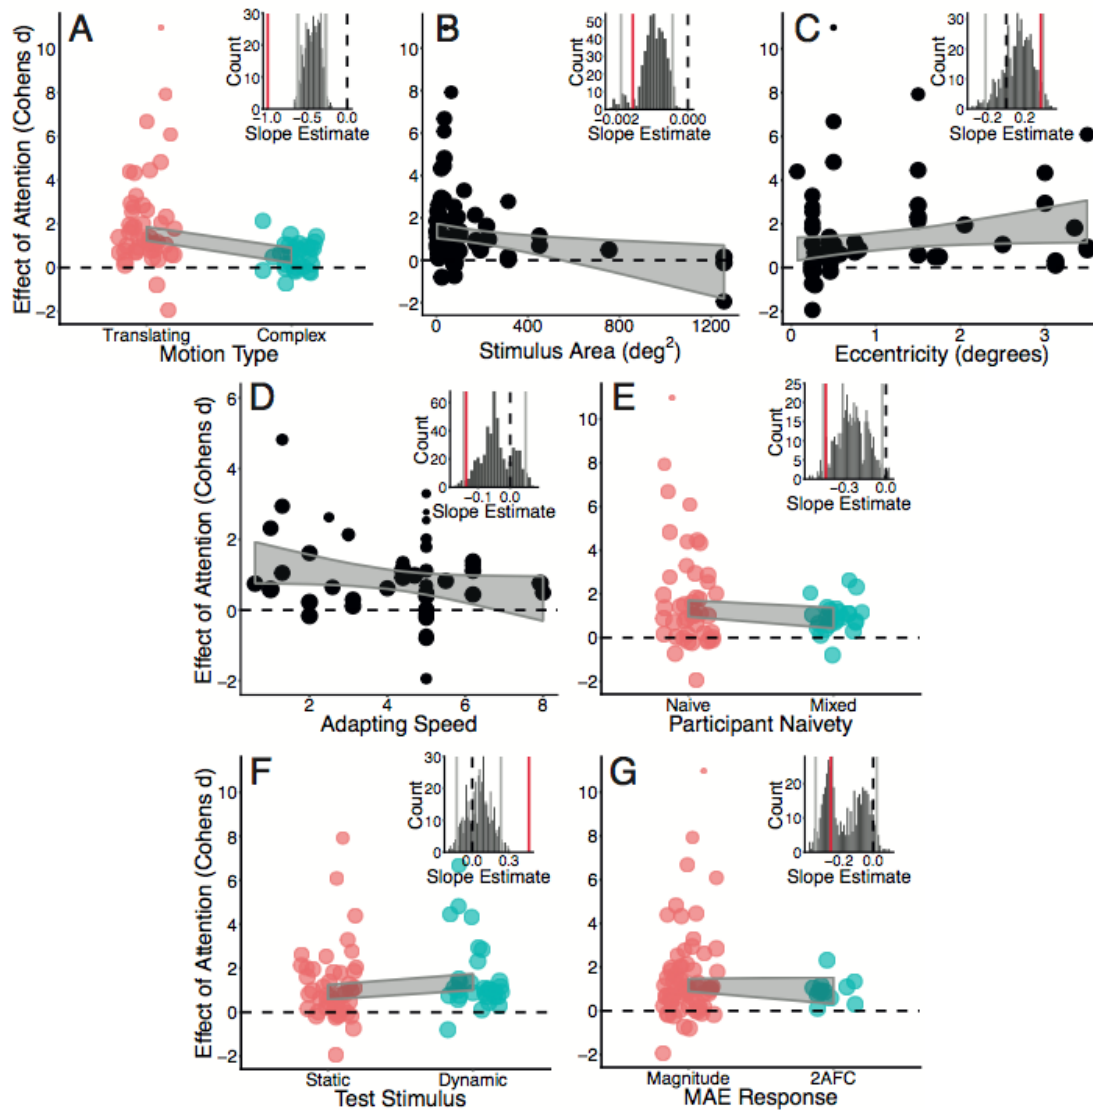 A
Effect of Attention (Cohens d)
10
8
6
4
2
0
−2
Translating
Complex
Motion Type
Count
30
20
10
0
−1.0
−0.5
0.0
Slope Estimate
B
10
8
6
4
2
0
−2
0
400
800
1200
Stimulus Area (deg²)
Count
50
40
30
20
10
0
−0.002
0.000
Slope Estimate
C
10
8
6
4
2
0
−2
0
1
2
3
Eccentricity (degrees)
Count
30
20
10
0
−0.2
0.2
Slope Estimate
D
Effect of Attention (Cohens d)
6
4
2
0
−2
2
4
6
8
Adapting Speed
Count
60
40
20
0
−0.1
0.0
Slope Estimate
E
10
8
6
4
2
0
−2
Naive
Mixed
Participant Naivety
Count
25
20
15
10
5
0
−0.3
0.0
Slope Estimate
F
Effect of Attention (Cohens d)
10
8
6
4
2
0
−2
Static
Dynamic
Test Stimulus
Count
30
20
10
0
0.0
0.3
Slope Estimate
G
10
8
6
4
2
0
−2
Magnitude
2AFC
MAE Response
Count
20
10
0
−0.2
0.0
Slope Estimate